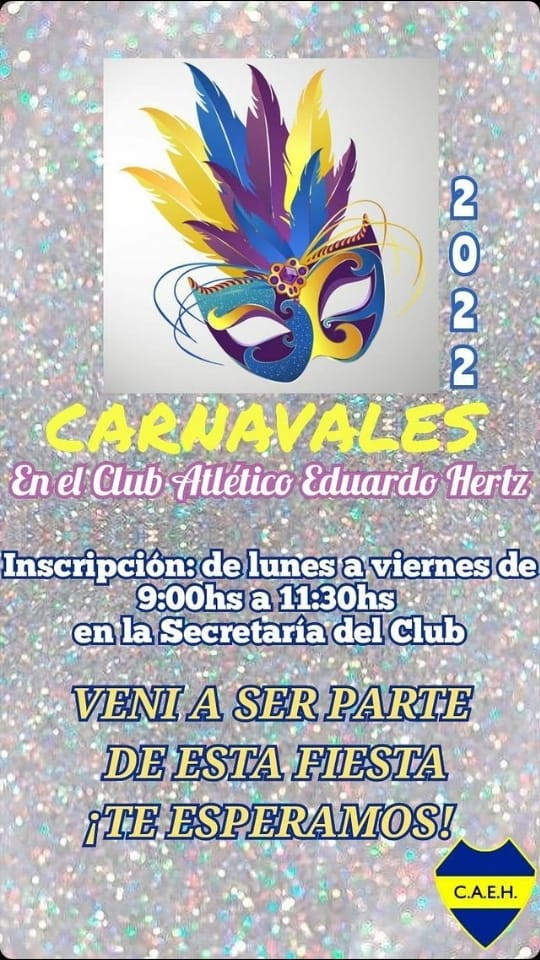 2022
CARNAVALES
En el Club Atlético Eduardo Hertz
Inscripción: de lunes a viernes de
9:00hs a 11:30hs
en la Secretaría del Club
VENI A SER PARTE
DE ESTA FIESTA
¡TE ESPERAMOS!
C.A.E.H.